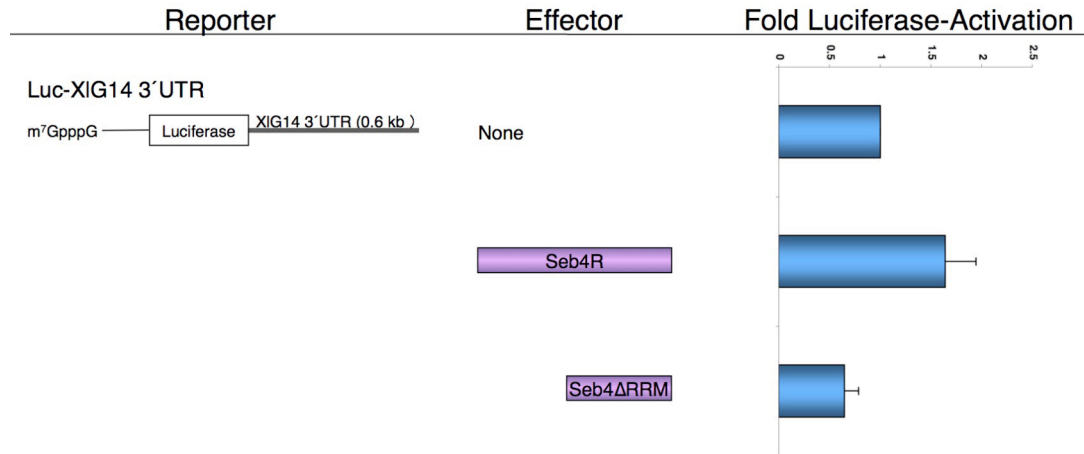 Reporter Effector Fold Luciferase-Activation
0 0.5 1 1.5 2 2.5
Luc-XlG14 3´UTR
m⁷GpppG Luciferase XlG14 3´UTR (0.6 kb )
None
Seb4R
Seb4ΔRRM